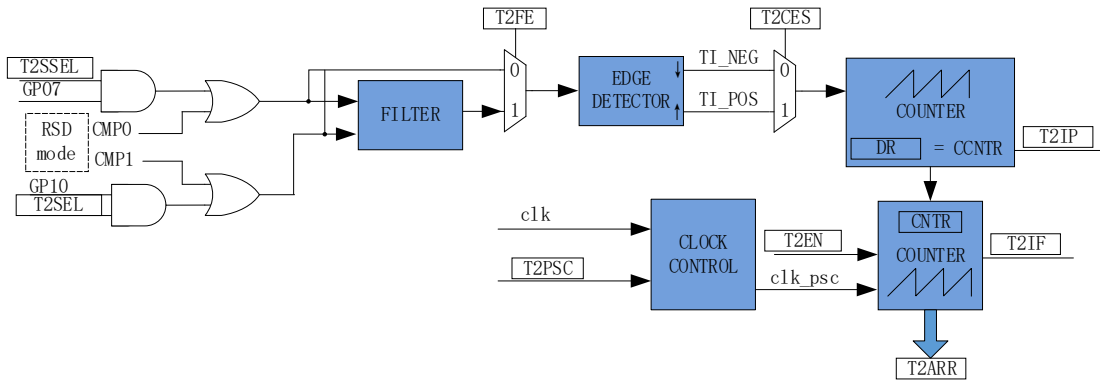 T2FE
T2CES
T2SSEL
GP07
RSD
mode
CMP0
CMP1
GP10
T2SEL
FILTER
0
1
EDGE
DETECTOR
TI_NEG
TI_POS
0
1
COUNTER
DR = CCNTR
T2IP
clk
T2PSC
CLOCK
CONTROL
T2EN
clk_psc
CNTR
COUNTER
T2IF
T2ARR